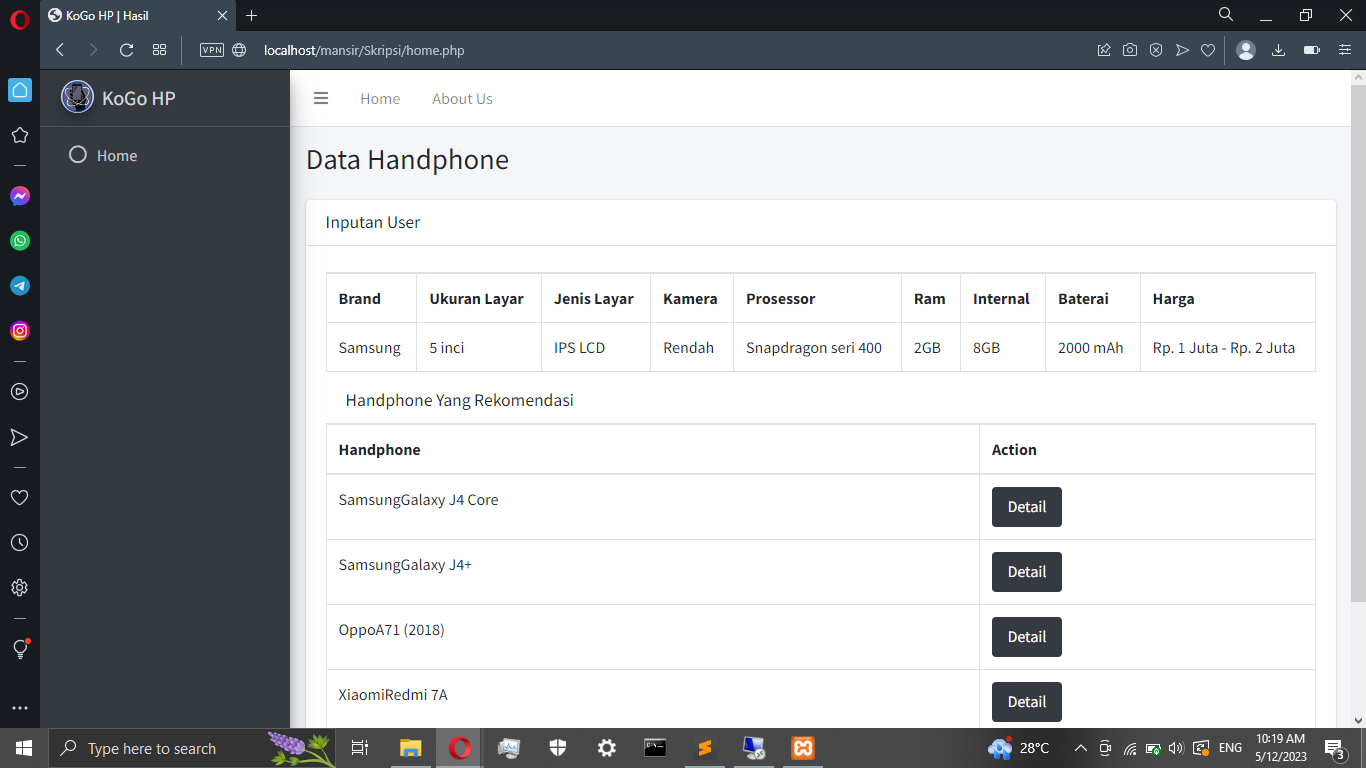 KoGo HP | Hasil
VPN
localhost/mansir/Skripsi/home.php
KoGo HP
Home
About Us
Home
Data Handphone
Inputan User
Brand Ukuran Layar Jenis Layar Kamera Prosessor Ram Internal Baterai Harga
Samsung 5 inci IPS LCD Rendah Snapdragon seri 400 2GB 8GB 2000 mAh Rp. 1 Juta - Rp. 2 Juta
Handphone Yang Rekomendasi
Handphone Action
SamsungGalaxy J4 Core Detail
SamsungGalaxy J4+ Detail
OppoA71 (2018) Detail
XiaomiRedmi 7A Detail
Type here to search
28°C
ENG
10:19 AM
5/12/2023
3